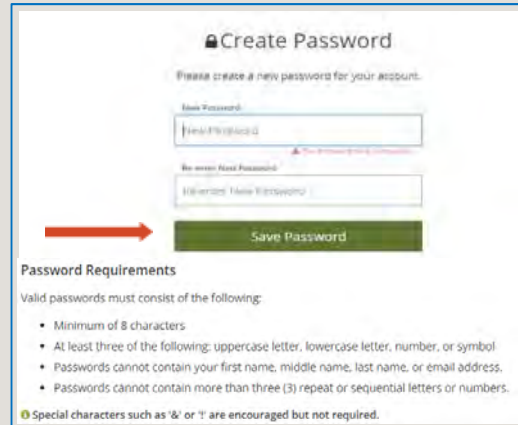 Create Password
Please create a new password for your account.
New Password
New Password
Re-enter New Password
Re-enter New Password
Save Password
Password Requirements
Valid passwords must consist of the following:
• Minimum of 8 characters
• At least three of the following: uppercase letter, lowercase letter, number, or symbol
• Passwords cannot contain your first name, middle name, last name, or email address.
• Passwords cannot contain more than three (3) repeat or sequential letters or numbers.
Special characters such as '&' or '!' are encouraged but not required.